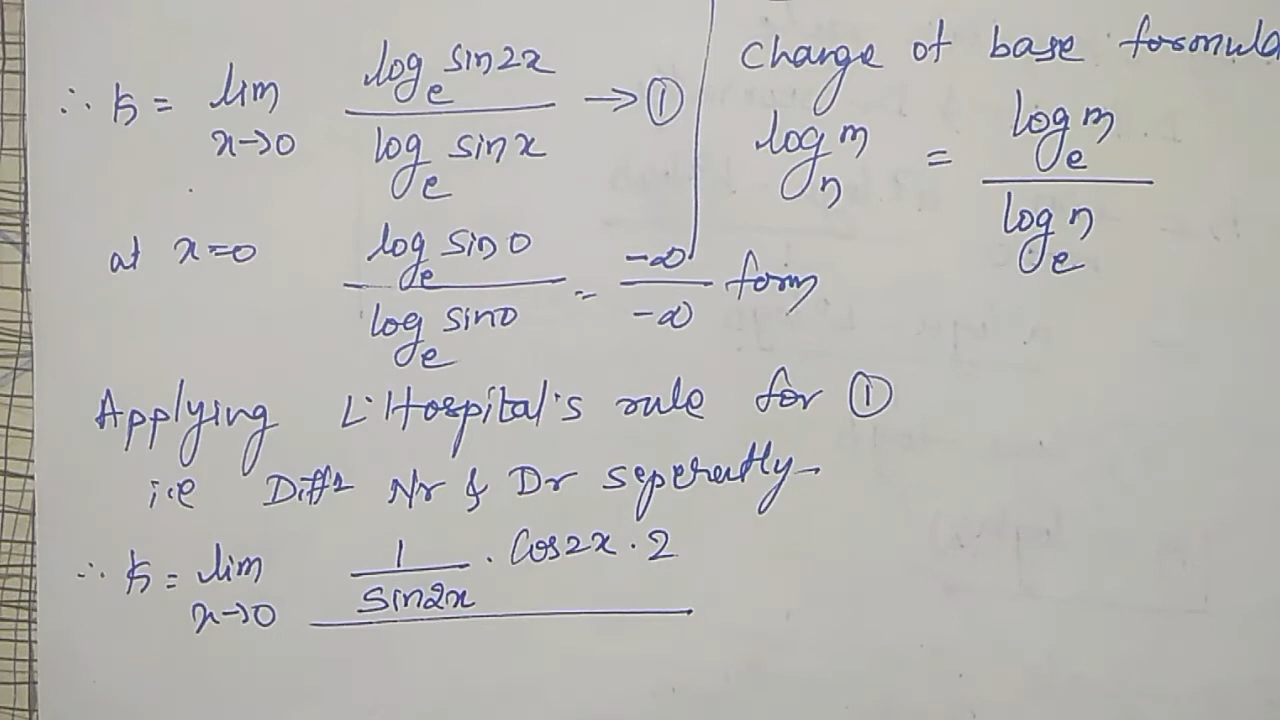 ∴ k = lim x→0 log_e sin2x / log_e sinx → ①
at x=0 log_e sin0 / log_e sin0 = -∞ / -∞ form
Applying L'Hospital's rule for ①
i.e Diff Nr & Dr seperatly
∴ k = lim x→0 1/sin2x · Cos2x · 2
Change of base formula
log_n m = log_e m / log_e n